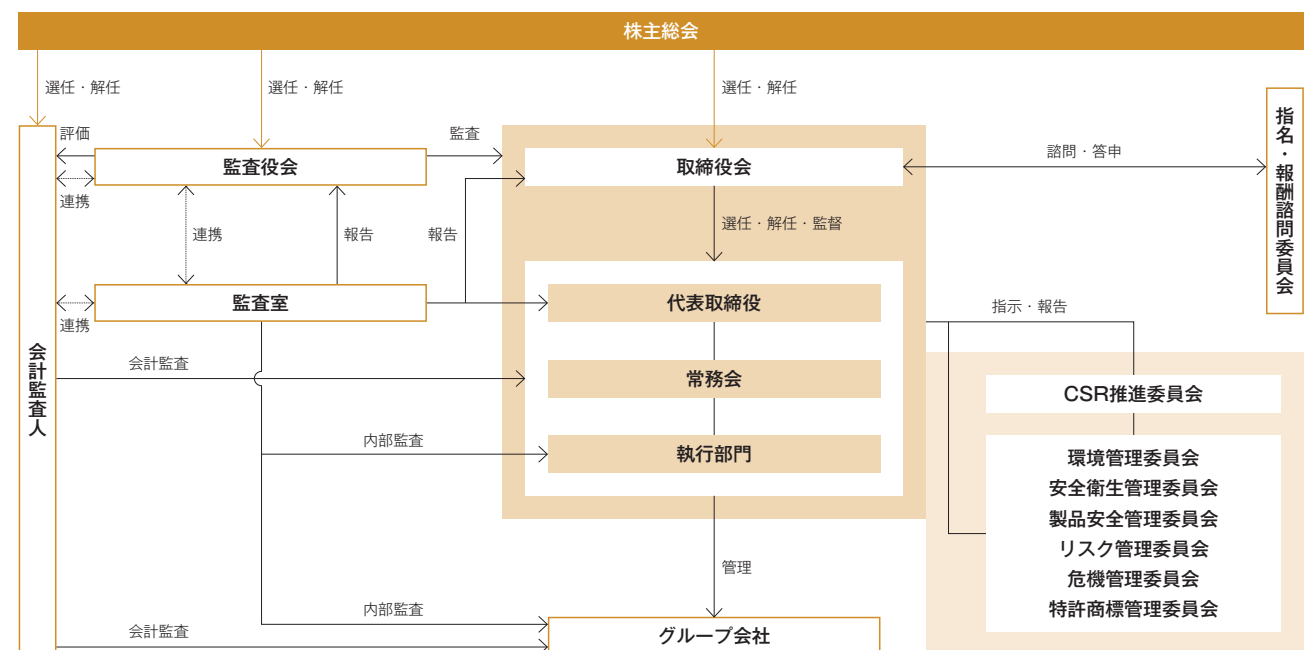 株主総会
選任・解任
選任・解任
選任・解任
評価
監査役会
監査
取締役会
諮問・答申
指名・報酬諮問委員会
連携
連携
報告
報告
選任・解任・監督
監査室
連携
代表取締役
指示・報告
会計監査人
会計監査
常務会
CSR推進委員会
内部監査
執行部門
環境管理委員会
安全衛生管理委員会
製品安全管理委員会
リスク管理委員会
危機管理委員会
特許商標管理委員会
管理
内部監査
会計監査
グループ会社